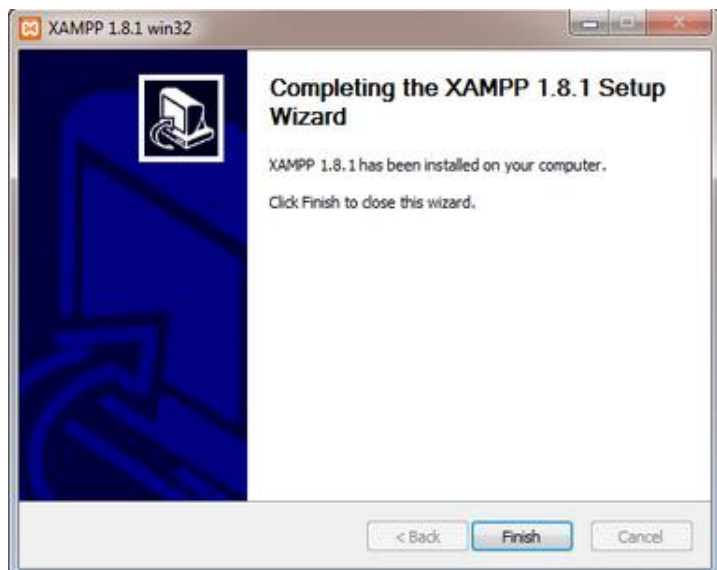 XAMPP 1.8.1 win32
Completing the XAMPP 1.8.1 Setup
Wizard
XAMPP 1.8.1 has been installed on your computer.
Click Finish to close this wizard.
< Back
Finish
Cancel